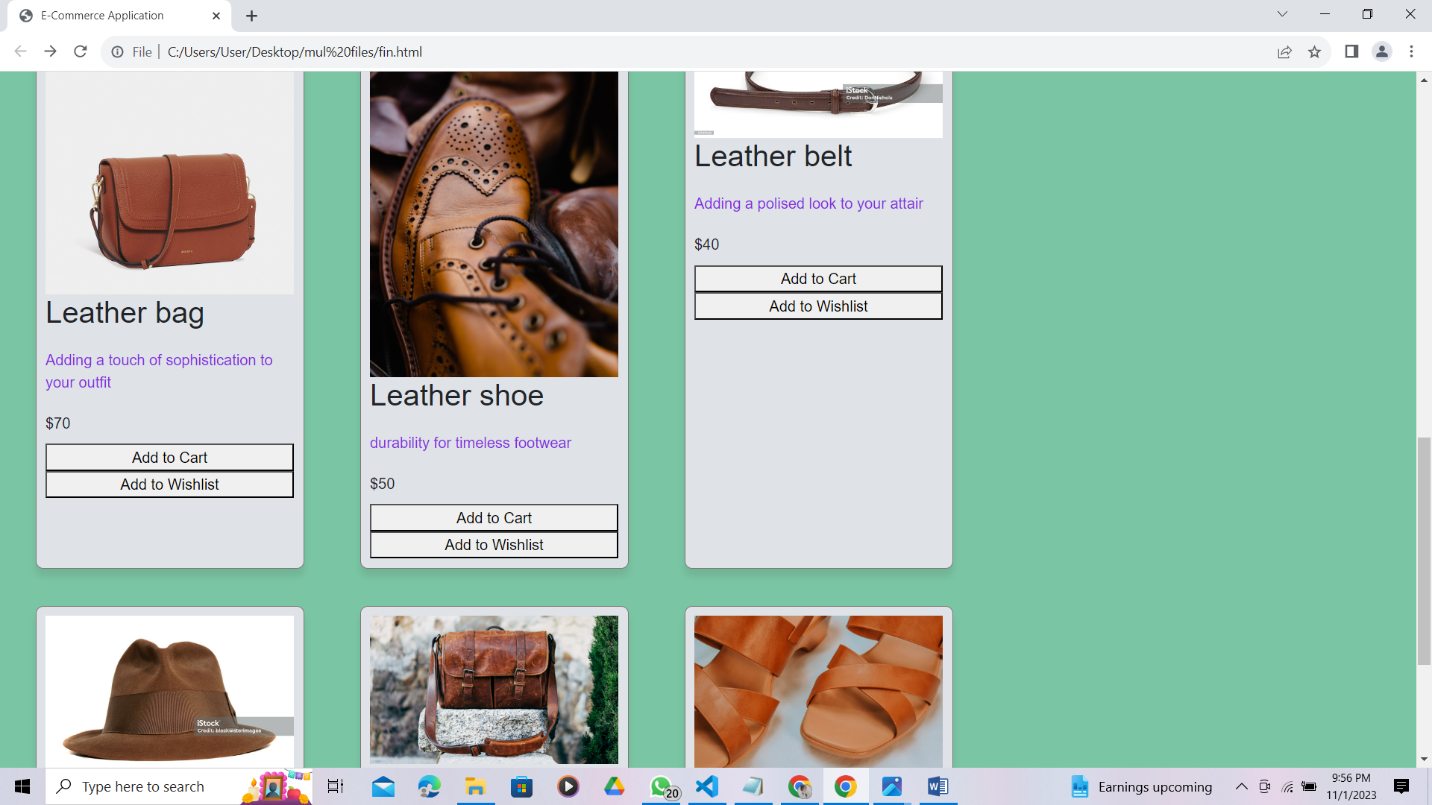 E-Commerce Application
File
C:/Users/User/Desktop/mul%20files/fin.html
iStock
Credit: DonNichols
Leather belt
Adding a polised look to your attair
$40
Add to Cart
Add to Wishlist
Leather bag
Adding a touch of sophistication to
your outfit
$70
Add to Cart
Add to Wishlist
Leather shoe
durability for timeless footwear
$50
Add to Cart
Add to Wishlist
iStock
Type here to search
20
Earnings upcoming
9:56 PM
11/1/2023